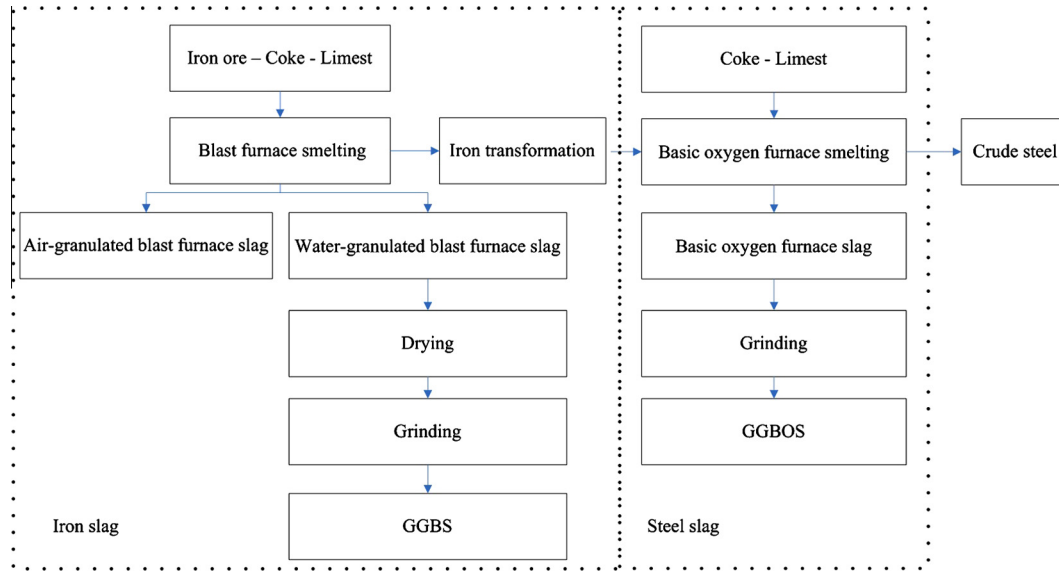 Iron ore – Coke - Limest
Coke - Limest
Blast furnace smelting
Iron transformation
Basic oxygen furnace smelting
Crude steel
Air-granulated blast furnace slag
Water-granulated blast furnace slag
Basic oxygen furnace slag
Drying
Grinding
Grinding
GGBOS
GGBS
Iron slag
Steel slag